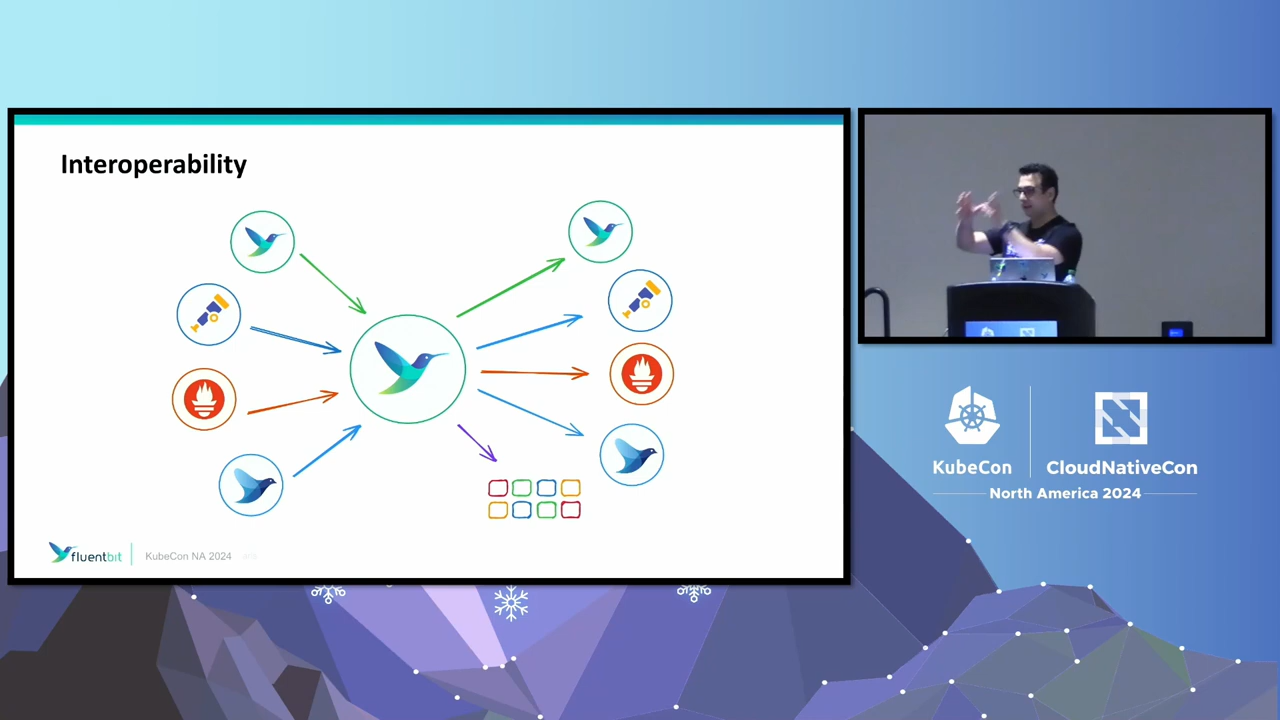 Interoperability
fluentbit
KubeCon NA 2024
KubeCon
CloudNativeCon
North America 2024